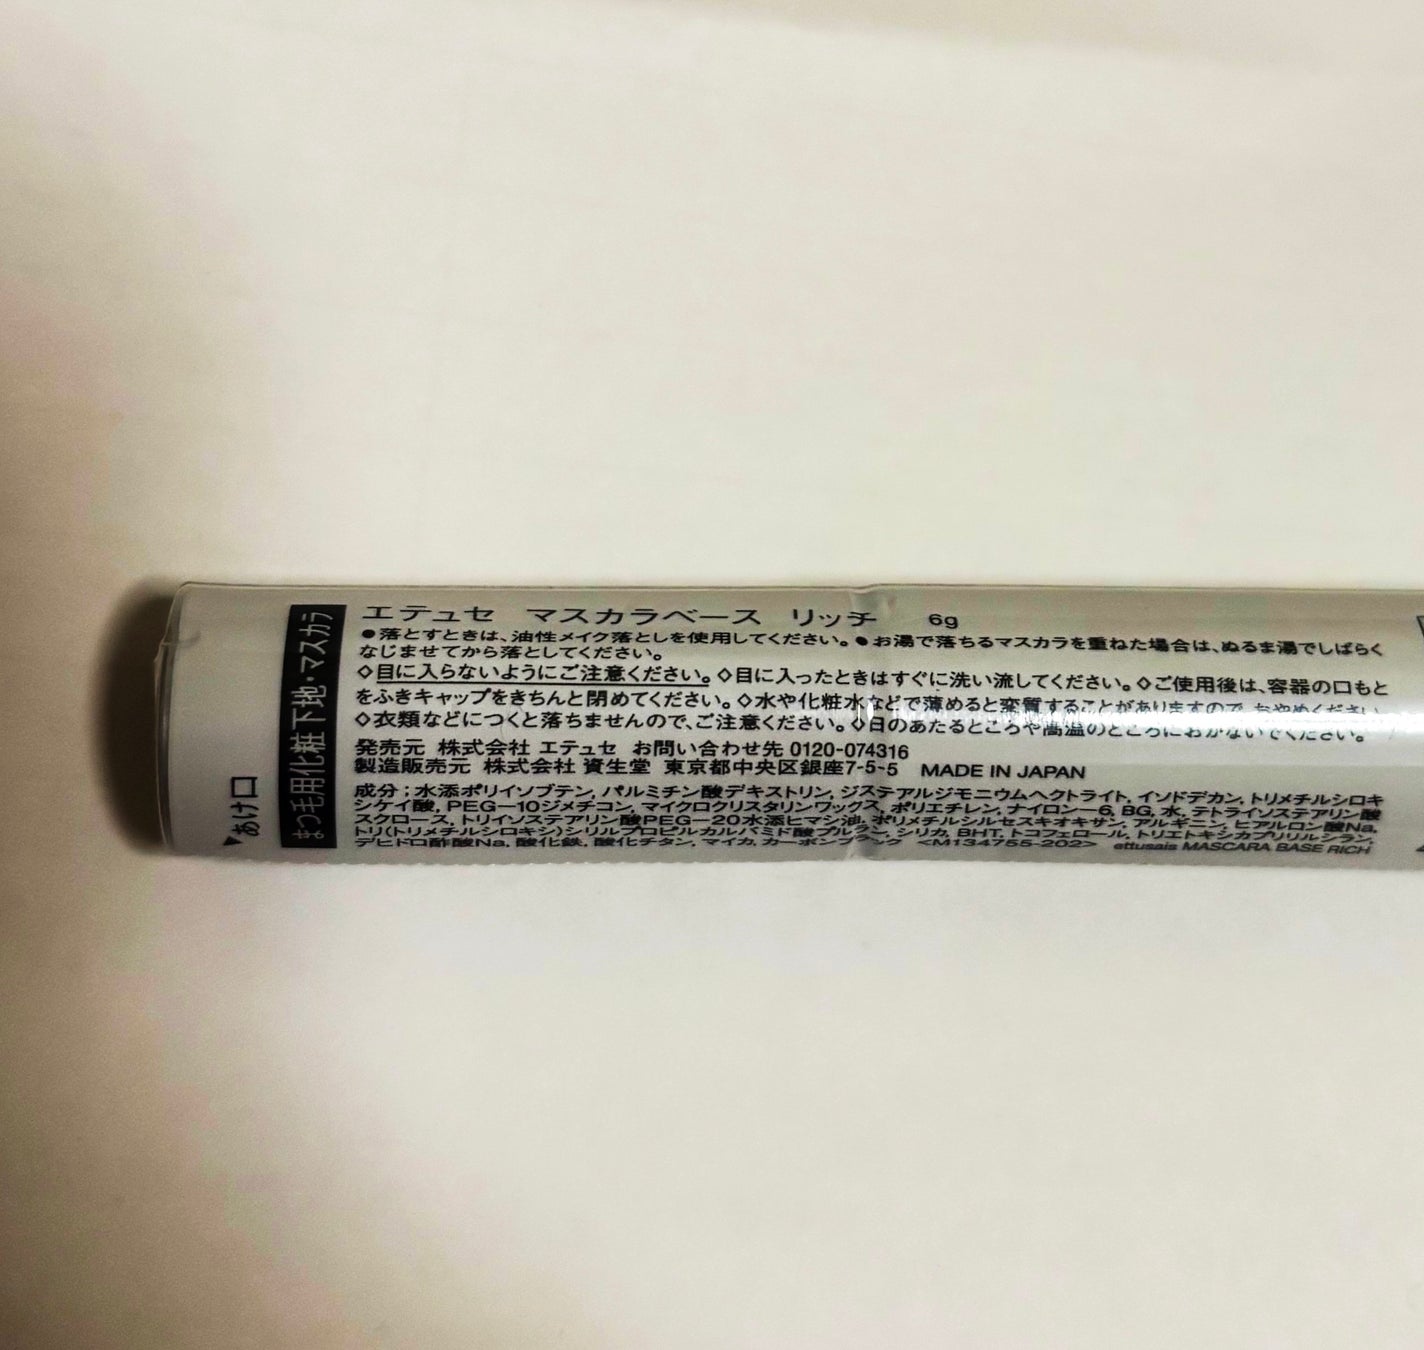 エテュセ マスカラベース リッチ 6g
●落とすときは、油性メイク落としを使用してください。●お湯で落ちるマスカラを重ねた場合は、ぬるま湯でしばらく
なじませてから落としてください。
◇目に入らないようにご注意ください。◇目に入ったときはすぐに洗い流してください。◇ご使用後は、容器の口もと
をふきキャップをきちんと閉めてください。◇水や化粧水などで薄めると変質することがありますので、おやめください。
◇衣類などにつくと落ちませんので、ご注意ください。◇日のあたるところや高温のところにおかないでください。
発売元 株式会社 エテュセ お問い合わせ先 0120-074316
製造販売元 株式会社 資生堂 東京都中央区銀座7-5-5 MADE IN JAPAN
成分:水添ポリイソブテン, パルミチン酸デキストリン, ジステアルジモニウムヘクトライト, イソドデカン, トリメチルシロキ
シケイ酸, PEG-10ジメチコン, マイクロクリスタリンワックス, ポリエチレン, ナイロン-6, BG, 水, テトライソステアリン酸
スクロース, トリイソステアリン酸PEG-20水添ヒマシ油, ポリメチルシルセスキオキサン, アルギニン, ヒアルロン酸Na,
トリ(トリメチルシロキシ)シリルプロピルカルバミド酸プルラン, シリカ, BHT, トコフェロール, トリエトキシカプリリルシラン,
デヒドロ酢酸Na, 酸化鉄, 酸化チタン, マイカ, カーボンブラック <M134755-202> ettusais MASCARA BASE RICH
まつ毛用化粧下地・マスカラ
▼あけ口